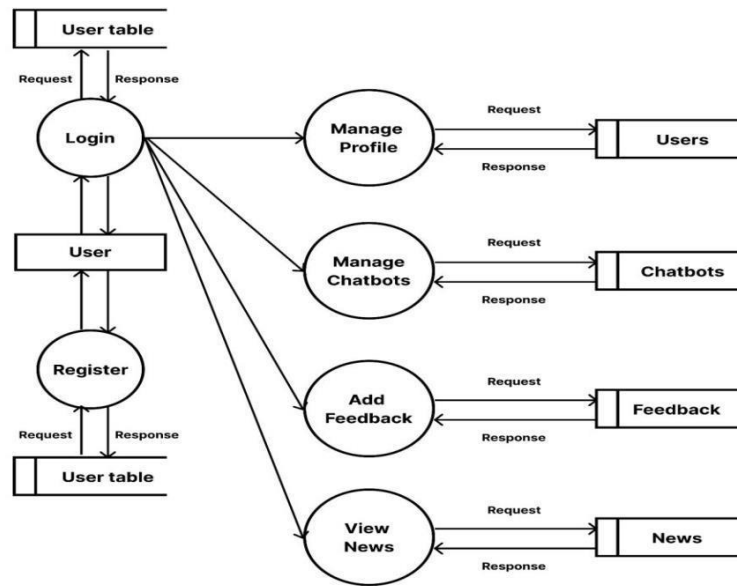 User table
Request
Response
Login
User
Register
Request
Response
User table
Manage
Profile
Request
Response
Users
Manage
Chatbots
Request
Response
Chatbots
Add
Feedback
Request
Response
Feedback
View
News
Request
Response
News